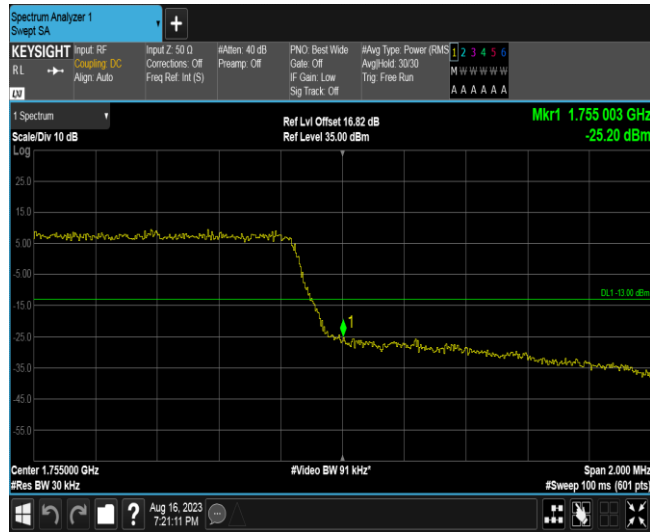 Spectrum Analyzer 1
Swept SA
KEYSIGHT
RL
LXI
Input: RF
Coupling: DC
Align: Auto
Input Z: 50 Ω
Corrections: Off
Freq Ref: Int (S)
#Atten: 40 dB
Preamp: Off
PNO: Best Wide
Gate: Off
IF Gain: Low
Sig Track: Off
#Avg Type: Power (RMS
Avg|Hold: 30/30
Trig: Free Run
1 2 3 4 5 6
M W W W W W
A A A A A A
1 Spectrum
Scale/Div 10 dB
Log
Ref Lvl Offset 16.82 dB
Ref Level 35.00 dBm
Mkr1 1.755 003 GHz
-25.20 dBm
25.0
15.0
5.00
-5.00
-15.0
-25.0
-35.0
-45.0
-55.0
DL1 -13.00 dBm
1
Center 1.755000 GHz
#Res BW 30 kHz
#Video BW 91 kHz*
Span 2.000 MHz
#Sweep 100 ms (601 pts)
?
Aug 16, 2023
7:21:11 PM